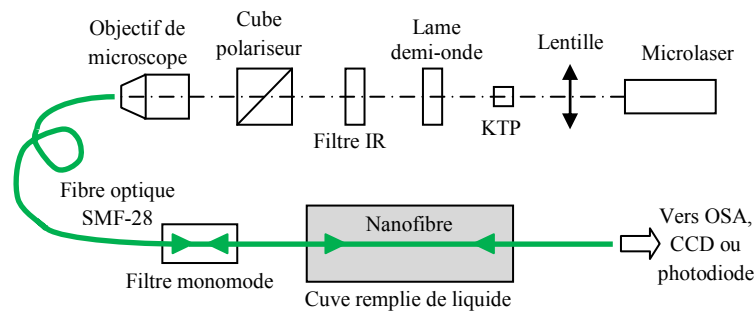 Objectif de
microscope
Cube
polariseur
Lame
demi-onde
Lentille
Microlaser
Filtre IR
KTP
Fibre optique
SMF-28
Filtre monomode
Nanofibre
Cuve remplie de liquide
Vers OSA,
CCD ou
photodiode